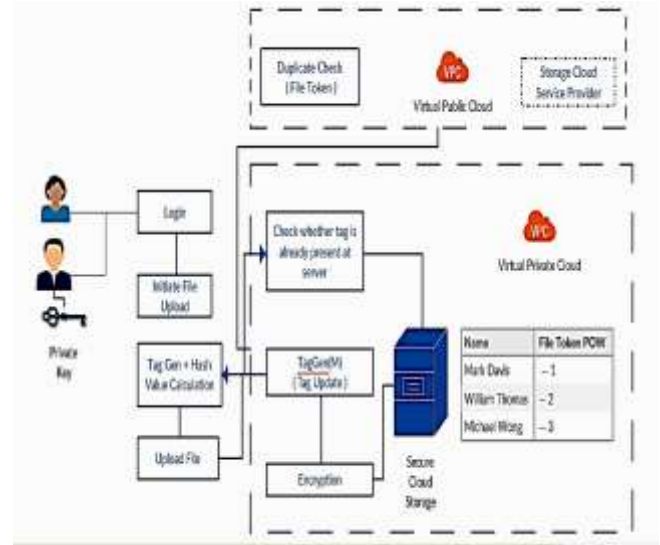 Duplicate Check
( File Token )
VPC
Virtual Public Cloud
Storage Cloud
Service Provider
Login
Initiate File
Upload
Private
Key
Tag Gen + Hash
Value Calculation
Upload File
Check whether tag is
already present at
server
TagGen(M)
( Tag Update )
Encryption
VPC
Virtual Private Cloud
Secure
Cloud
Storage
Name File Token POW
Mark Davis -- 1
William Thomas -- 2
Michael Wong -- 3